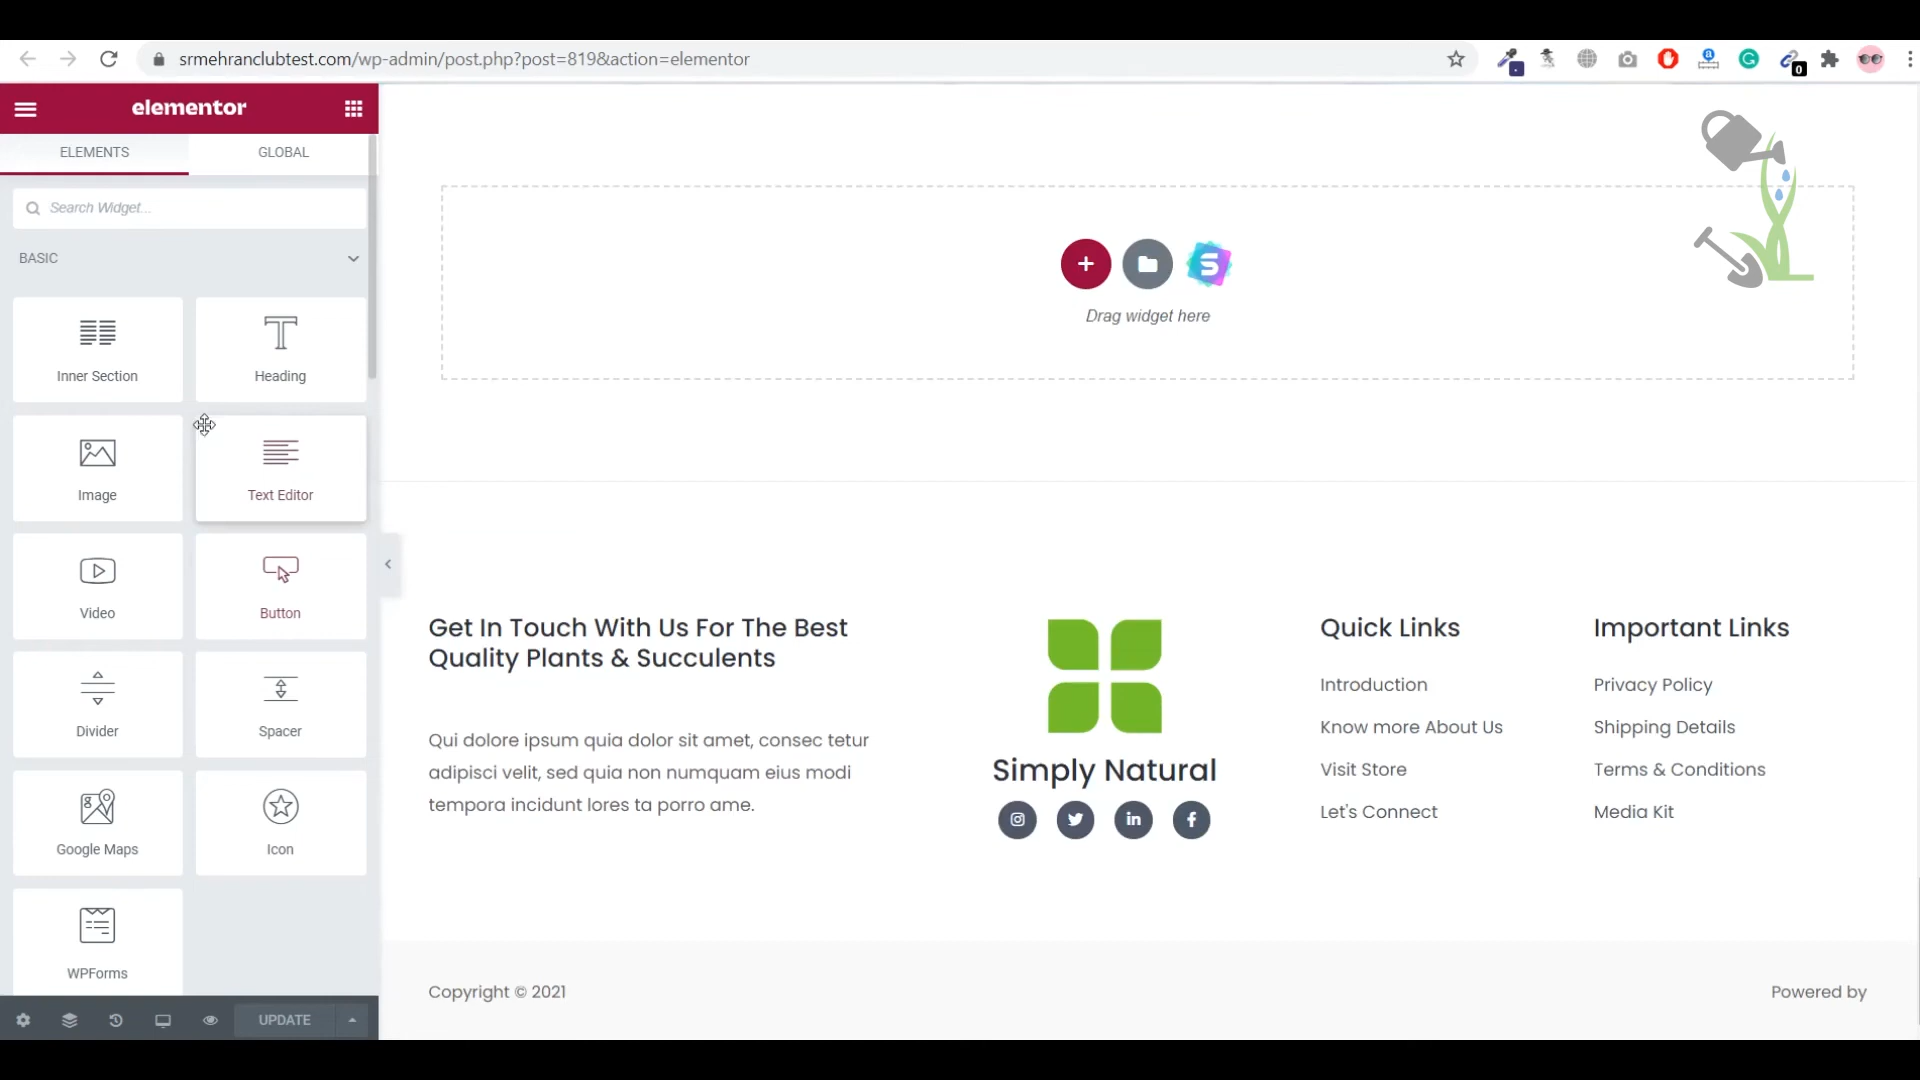 srmehranclubtest.com/wp-admin/post.php?post=819&action=elementor
0
elementor
ELEMENTS
GLOBAL
Search Widget...
BASIC
Inner Section
Heading
Image
Text Editor
Video
Button
Divider
Spacer
Google Maps
Icon
WPForms
UPDATE
Drag widget here
Get In Touch With Us For The Best
Quality Plants & Succulents
Qui dolore ipsum quia dolor sit amet, consec tetur
adipisci velit, sed quia non numquam eius modi
tempora incidunt lores ta porro ame.
Simply Natural
Quick Links
Introduction
Know more About Us
Visit Store
Let's Connect
Important Links
Privacy Policy
Shipping Details
Terms & Conditions
Media Kit
Copyright © 2021
Powered by